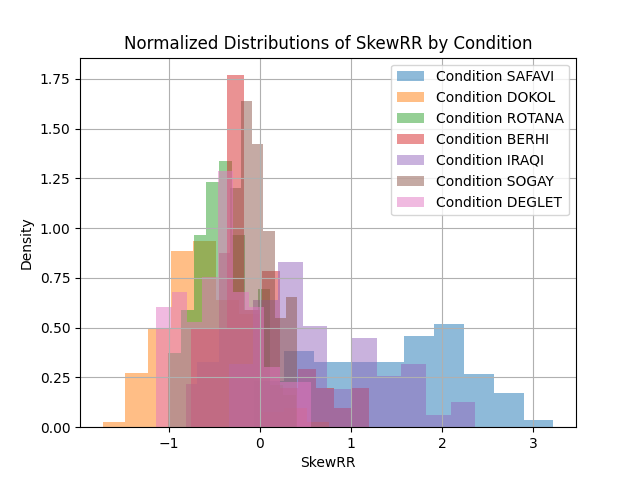 Normalized Distributions of SkewRR by Condition
Condition SAFAVI
Condition DOKOL
Condition ROTANA
Condition BERHI
Condition IRAQI
Condition SOGAY
Condition DEGLET
Density
1.75
1.50
1.25
1.00
0.75
0.50
0.25
0.00
−1
0
1
2
3
SkewRR